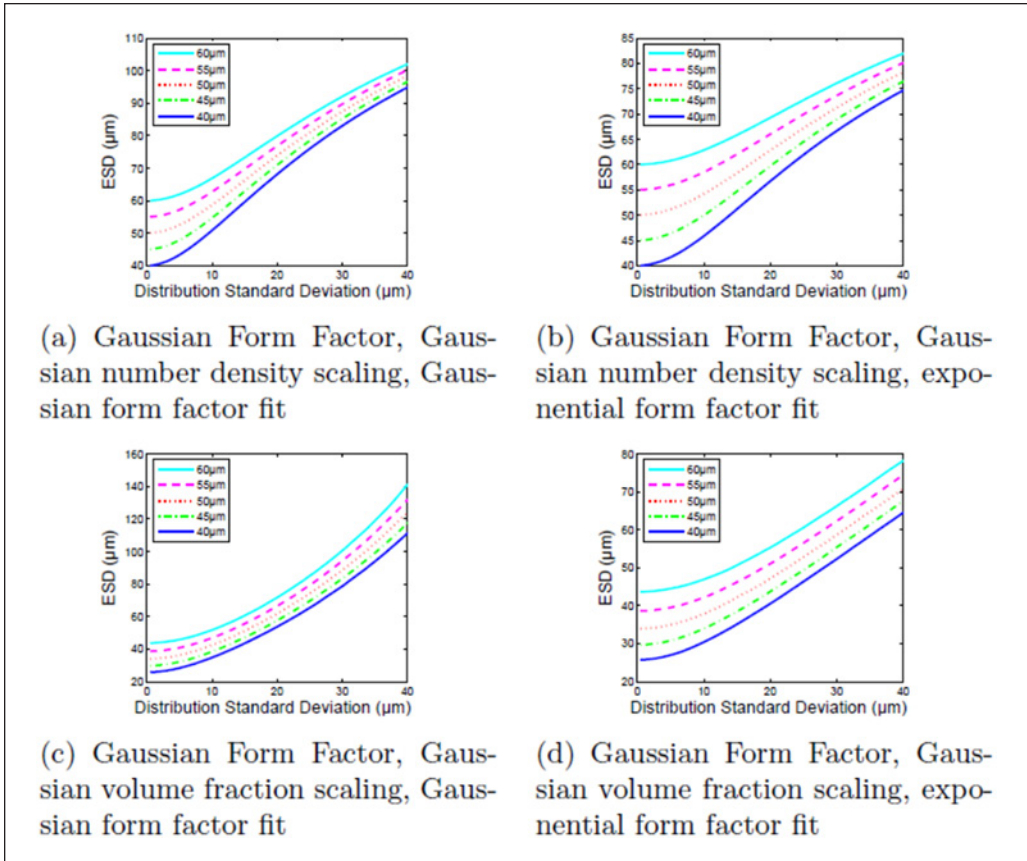 110
100
90
80
70
60
50
40
60μm
55μm
50μm
45μm
40μm
ESD (μm)
0
10
20
30
40
Distribution Standard Deviation (μm)
(a) Gaussian Form Factor, Gaus-
sian number density scaling, Gaus-
sian form factor fit
85
80
75
70
65
60
55
50
45
40
60μm
55μm
50μm
45μm
40μm
ESD (μm)
0
10
20
30
40
Distribution Standard Deviation (μm)
(b) Gaussian Form Factor, Gaus-
sian number density scaling, expo-
nential form factor fit
160
140
120
100
80
60
40
20
60μm
55μm
50μm
45μm
40μm
ESD (μm)
0
10
20
30
40
Distribution Standard Deviation (μm)
(c) Gaussian Form Factor, Gaus-
sian volume fraction scaling, Gaus-
sian form factor fit
80
70
60
50
40
30
20
60μm
55μm
50μm
45μm
40μm
ESD (μm)
0
10
20
30
40
Distribution Standard Deviation (μm)
(d) Gaussian Form Factor, Gaus-
sian volume fraction scaling, expo-
nential form factor fit